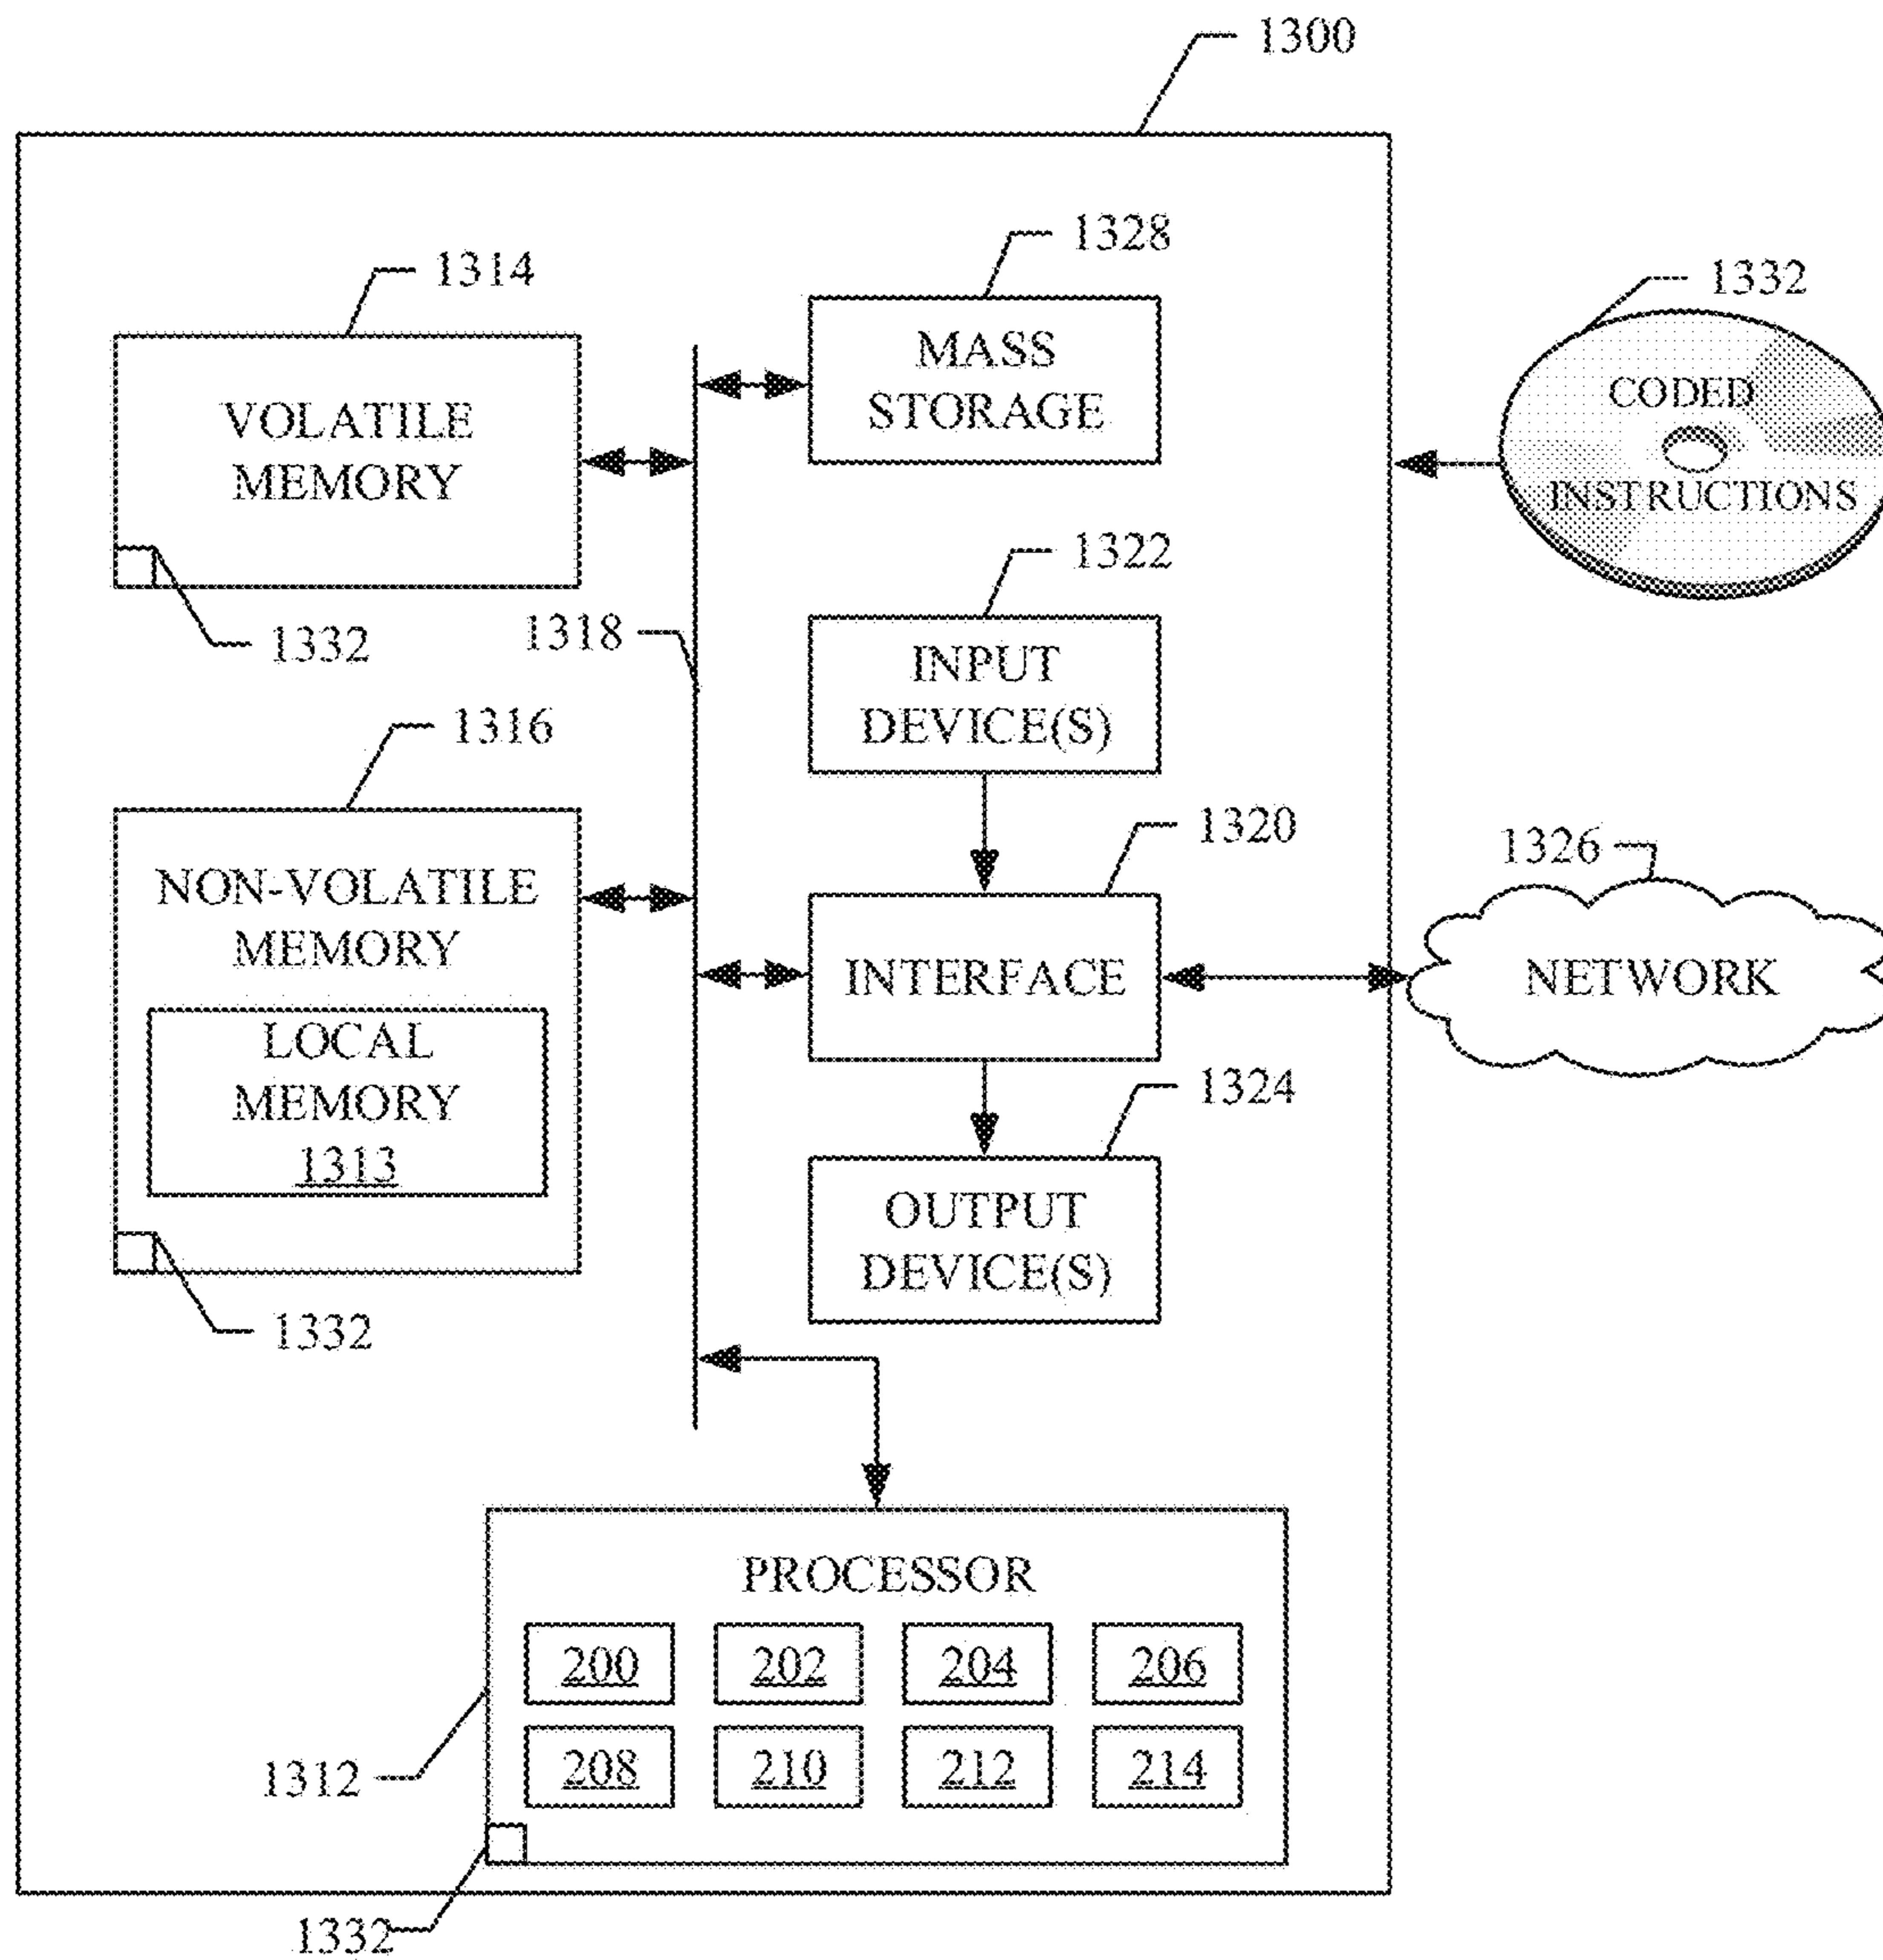 1300
1328
1314
1332
MASS
STORAGE
VOLATILE
MEMORY
CODED
INSTRUCTIONS
1322
1332
1318
INPUT
DEVICE(S)
1316
1320
1326
NON-VOLATILE
MEMORY
INTERFACE
NETWORK
LOCAL
MEMORY
1313
1324
OUTPUT
DEVICE(S)
1332
PROCESSOR
200 202 204 206
208 210 212 214
1312
1332